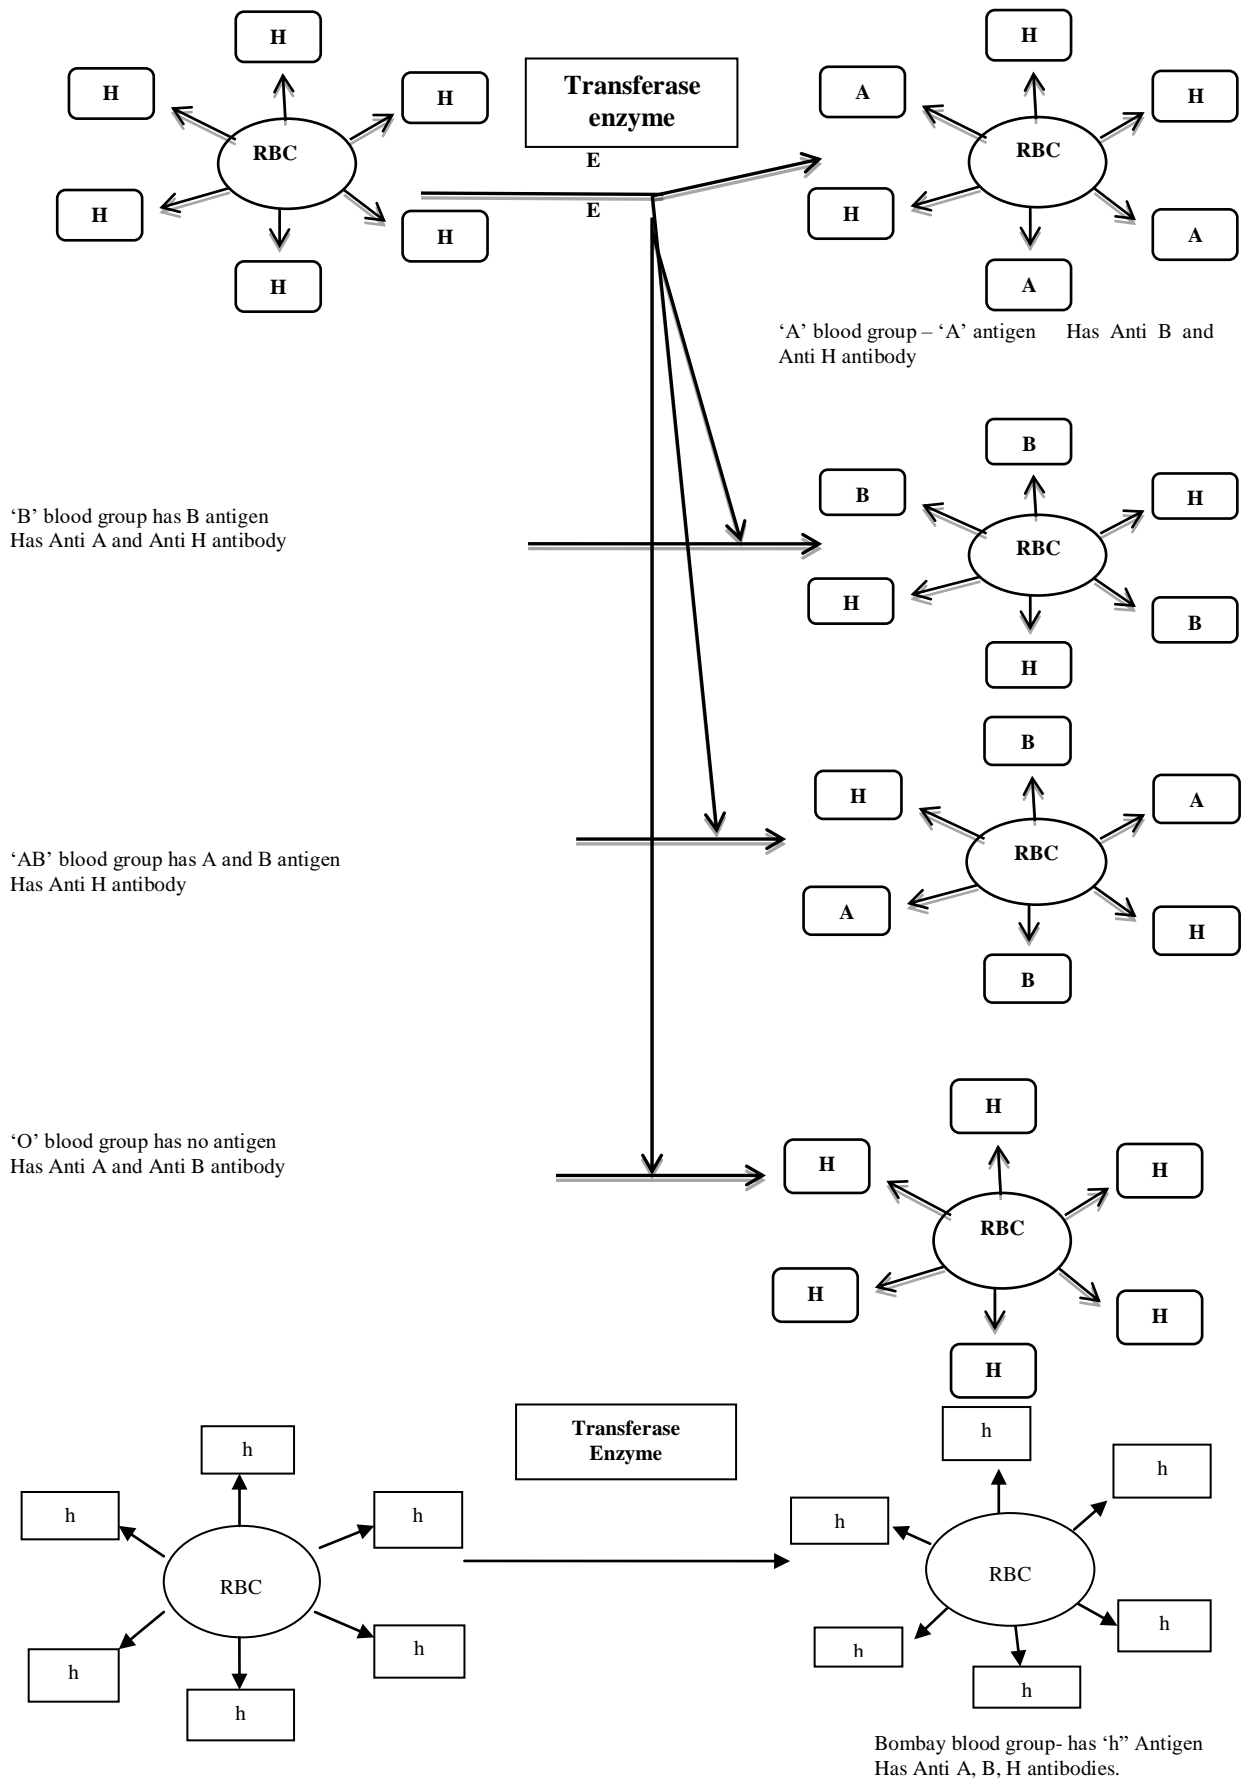 H
H
H
Transferase
enzyme
E
E
RBC
H
H
H
H
A
H
RBC
H
A
A
‘A’ blood group – ‘A’ antigen Has Anti B and
Anti H antibody
‘B’ blood group has B antigen
Has Anti A and Anti H antibody
B
B
H
RBC
H
B
H
‘AB’ blood group has A and B antigen
Has Anti H antibody
B
H
A
RBC
A
H
B
‘O’ blood group has no antigen
Has Anti A and Anti B antibody
H
H
H
RBC
H
H
H
Transferase
Enzyme
h
h
h
RBC
h
h
h
h
h
h
RBC
h
h
h
Bombay blood group- has ‘h” Antigen
Has Anti A, B, H antibodies.